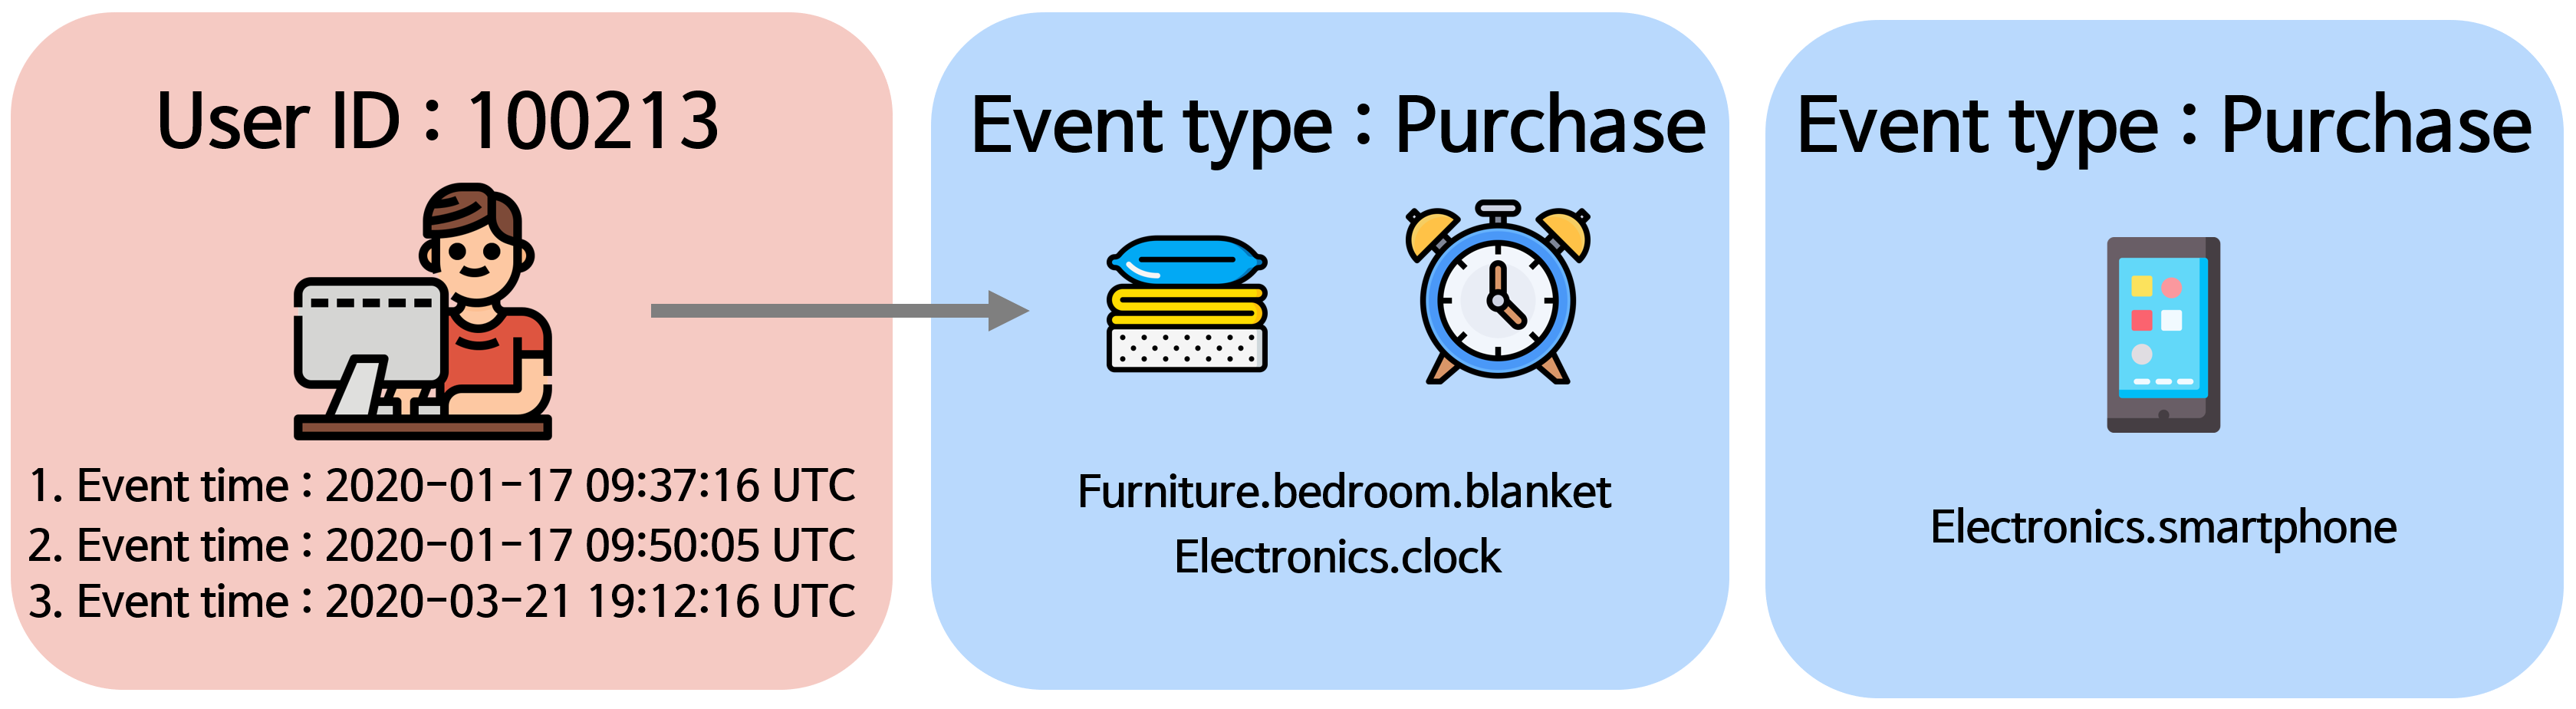 User ID : 100213
1. Event time : 2020-01-17 09:37:16 UTC
2. Event time : 2020-01-17 09:50:05 UTC
3. Event time : 2020-03-21 19:12:16 UTC
Event type : Purchase
Furniture.bedroom.blanket
Electronics.clock
Event type : Purchase
Electronics.smartphone